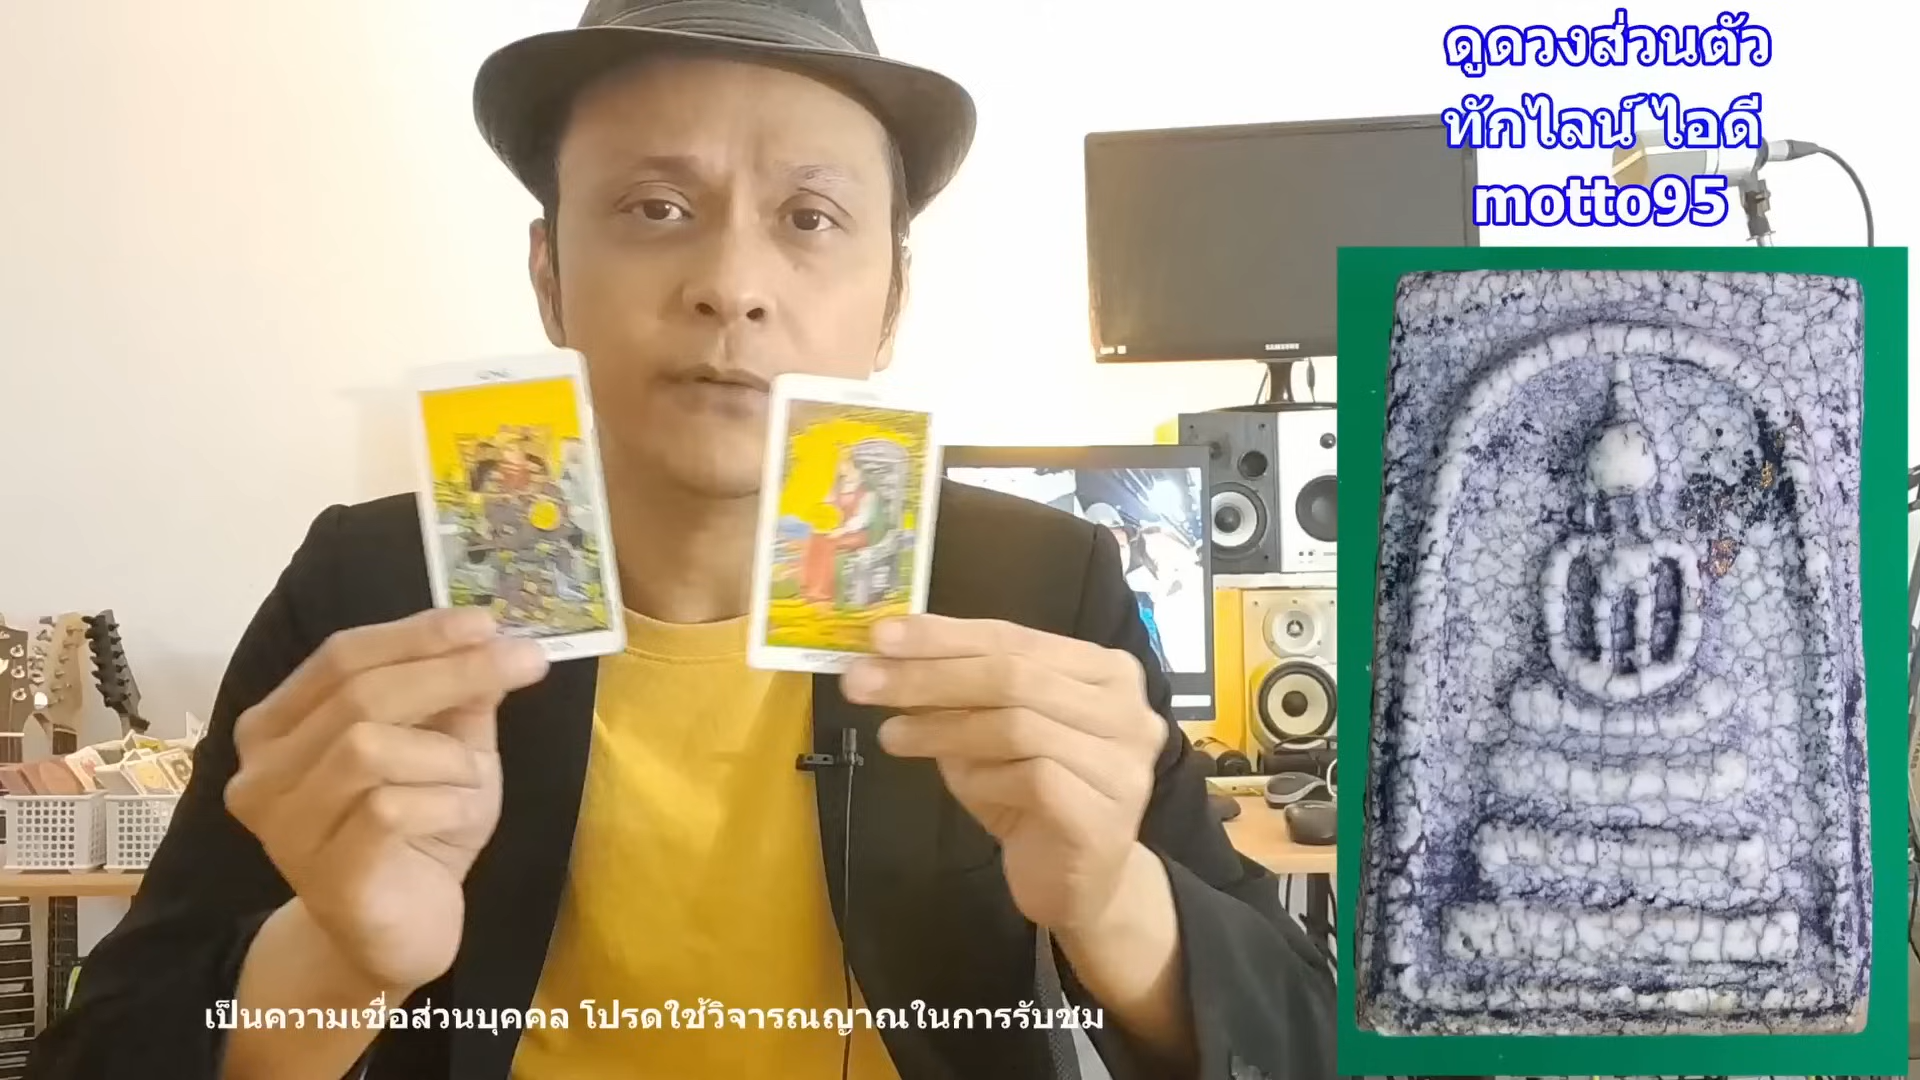 ดูดวงส่วนตัว
ทักไลน์ ไอดี
motto95
SAMSUNG
เป็นความเชื่อส่วนบุคคล โปรดใช้วิจารณญาณในการรับชม